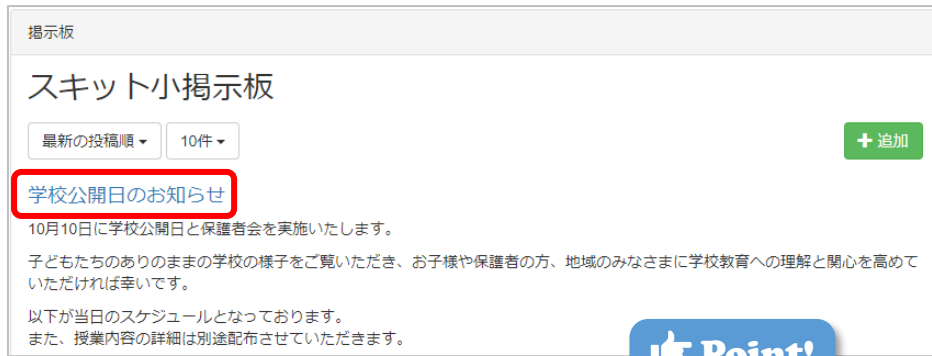 掲示板
スキット小掲示板
最新の投稿順 10件 追加
学校公開日のお知らせ
10月10日に学校公開日と保護者会を実施いたします。
子どもたちのありのままの学校の様子をご覧いただき、お子様や保護者の方、地域のみなさまに学校教育への理解と関心を高めて
いただければ幸いです。
以下が当日のスケジュールとなっております。
また、授業内容の詳細は別途配布させていただきます。
Point!